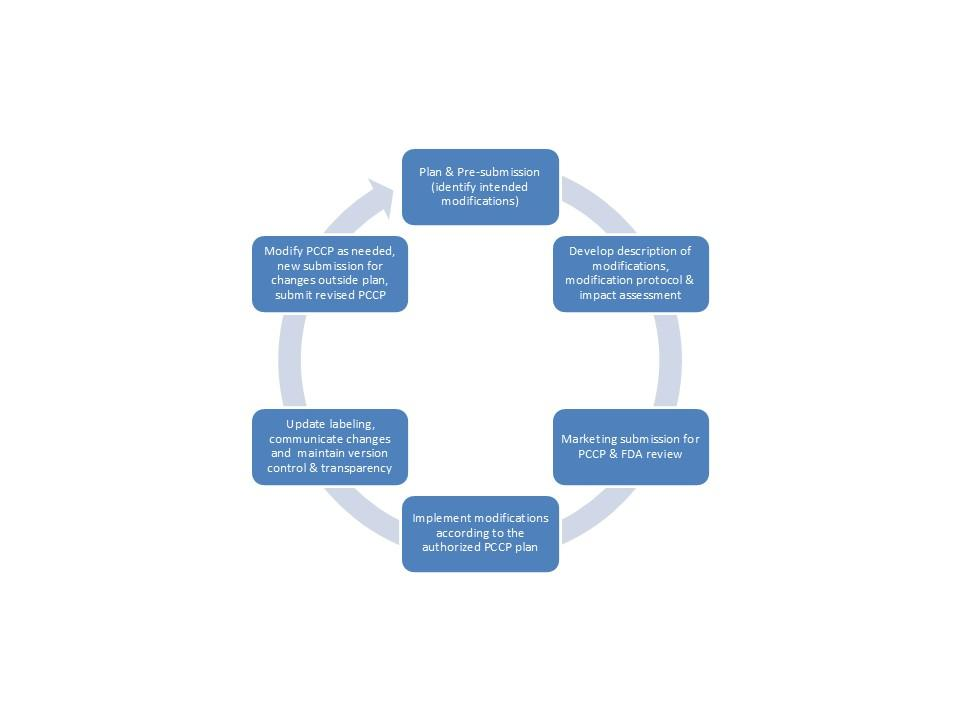 Plan & Pre-submission
(identify intended
modifications)
Develop description of
modifications,
modification protocol &
impact assessment
Marketing submission for
PCCP & FDA review
Implement modifications
according to the
authorized PCCP plan
Update labeling,
communicate changes
and  maintain version
control & transparency
Modify PCCP as needed,
new submission for
changes outside plan,
submit revised PCCP